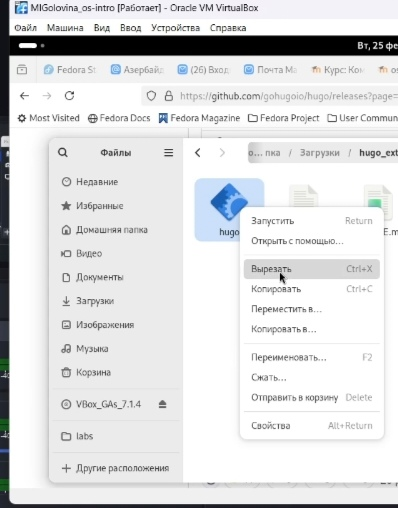 MIGolovina_os-intro [Работает] - Oracle VM VirtualBox
Файл Машина Вид Ввод Устройства Справка
Вт, 25 фе
Fedora St Азербай (26) Вход Почта Ma Курс: Кон
https://github.com/gohugoio/hugo/releases?page=
Most Visited Fedora Docs Fedora Magazine Fedora Project User Commun
Файлы
о... пка / Загрузки / hugo_ext
Недавние
Избранные
Домашняя папка
Видео
Документы
Загрузки
Изображения
Музыка
Корзина
VBox_GAs_7.1.4
labs
Другие расположения
hugo
E.m
Запустить Return
Открыть с помощью...
Вырезать Ctrl+X
Копировать Ctrl+C
Переместить в...
Копировать в...
Переименовать... F2
Сжать...
Отправить в корзину Delete
Свойства Alt+Return